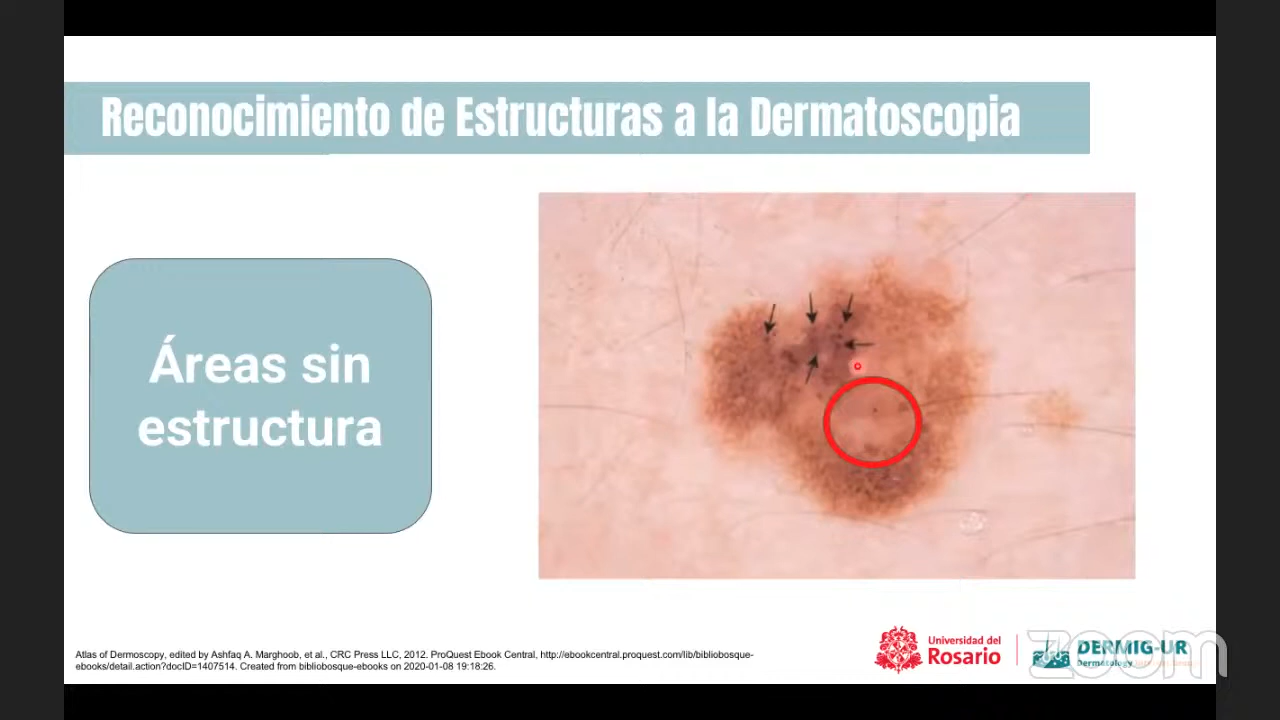 Reconocimiento de Estructuras a la Dermatoscopia
Áreas sin
estructura
Atlas of Dermoscopy, edited by Ashfaq A. Marghoob, et al., CRC Press LLC, 2012. ProQuest Ebook Central, http://ebookcentral.proquest.com/lib/bibliobosque-
ebooks/detail.action?docID=1407514. Created from bibliobosque-ebooks on 2020-01-08 19:18:26.
Universidad del
Rosario
DERMIG-UR
Dermatology
zoom